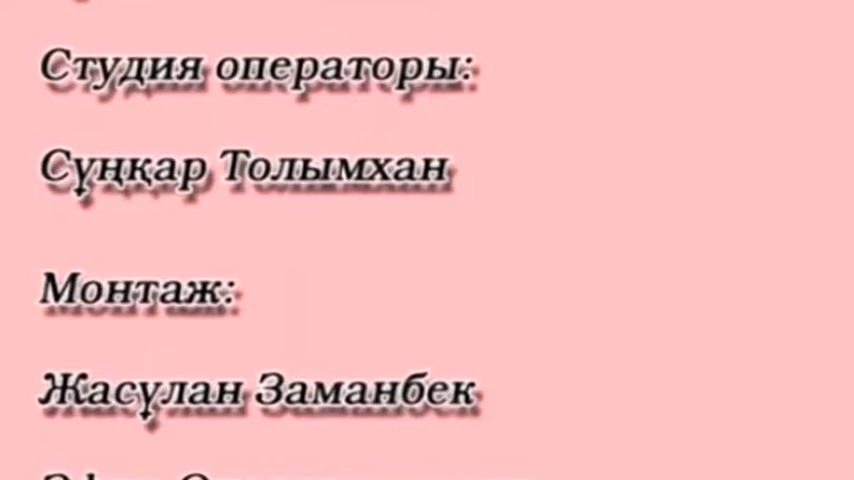 Студия операторы:
Сұңқар Толымхан
Монтаж:
Жасұлан Заманбек